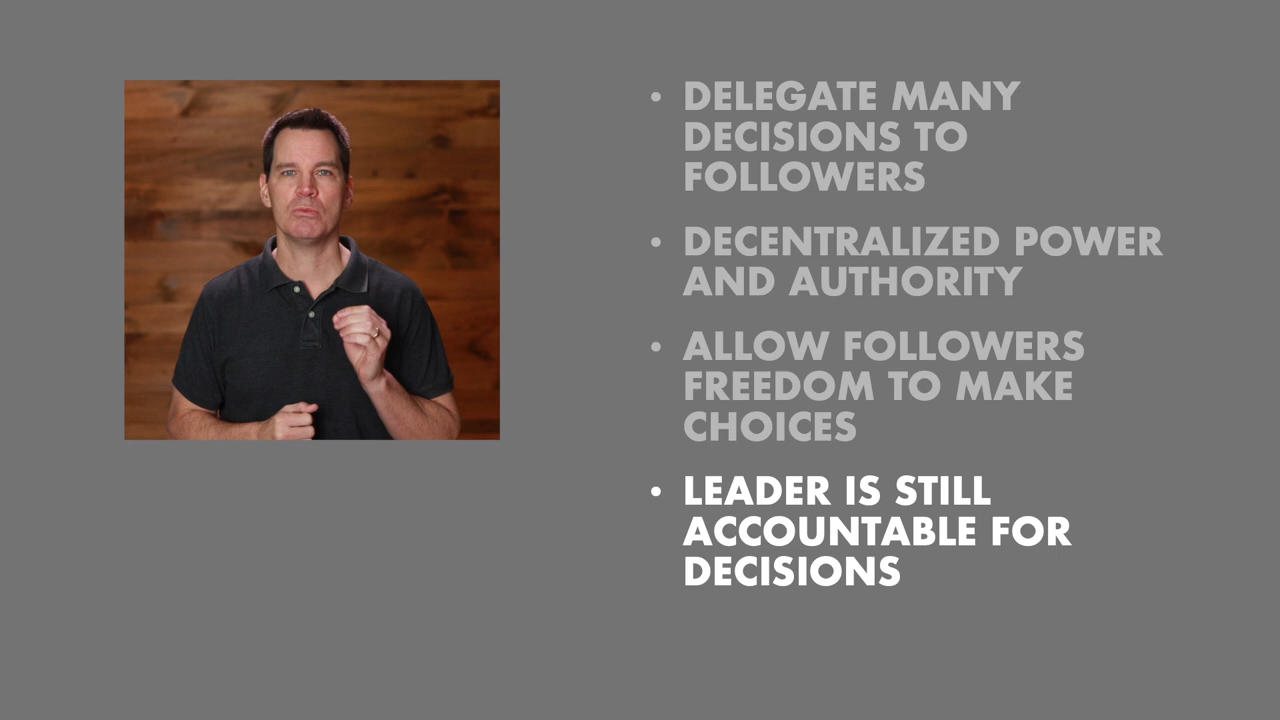 • DELEGATE MANY
DECISIONS TO
FOLLOWERS
• DECENTRALIZED POWER
AND AUTHORITY
• ALLOW FOLLOWERS
FREEDOM TO MAKE
CHOICES
• LEADER IS STILL
ACCOUNTABLE FOR
DECISIONS